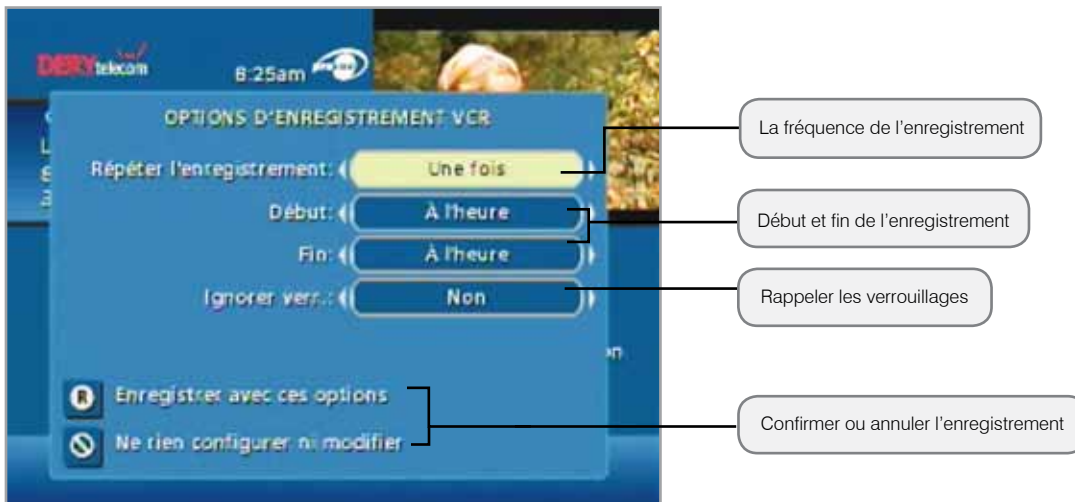 DERY telecom
8:25am
OPTIONS D'ENREGISTREMENT VCR
Répéter l'enregistrement: Une fois
Début: À l'heure
Fin: À l'heure
Ignorer verr.: Non
R Enregistrer avec ces options
Ne rien configurer ni modifier
La fréquence de l'enregistrement
Début et fin de l'enregistrement
Rappeler les verrouillages
Confirmer ou annuler l'enregistrement